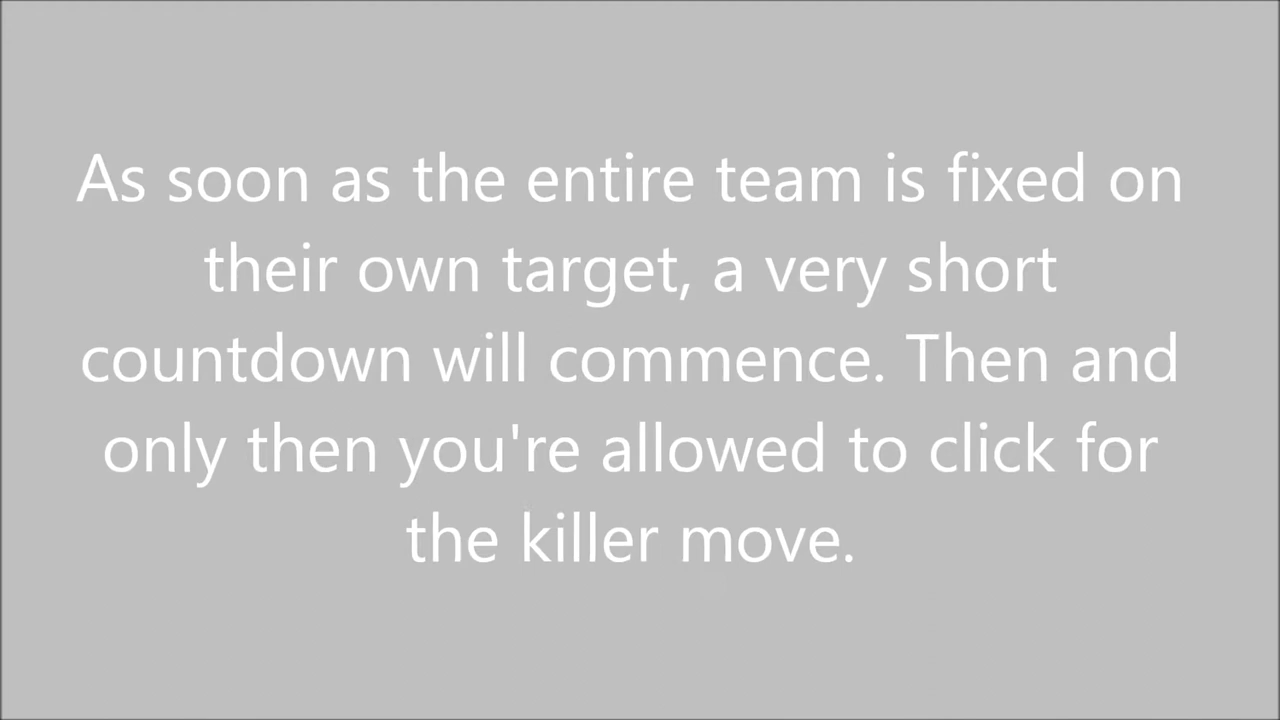 As soon as the entire team is fixed on
their own target, a very short
countdown will commence. Then and
only then you're allowed to click for
the killer move.